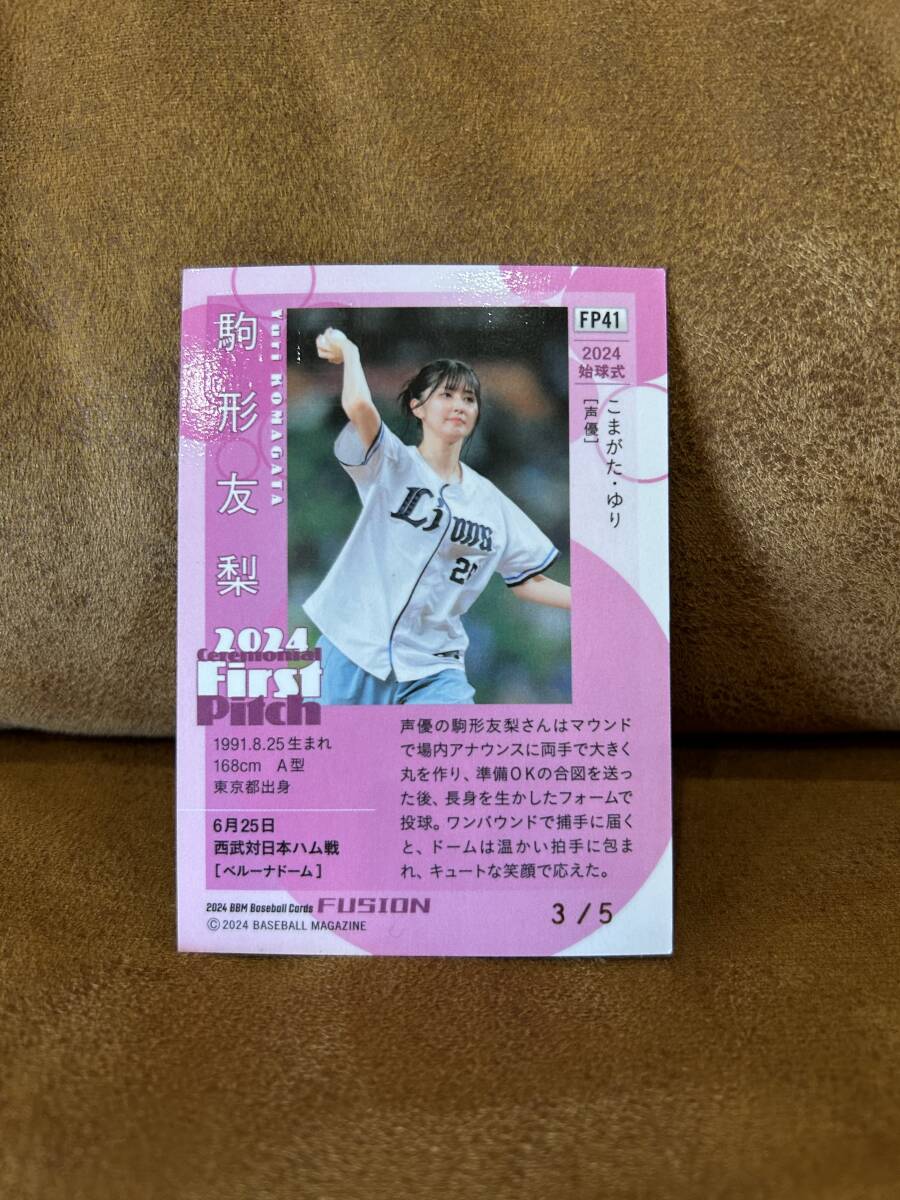 駒形友梨
Yuri KOMAGATA
FP41
2024
始球式
こまがた・ゆり
[声優]
Lions
2024
Ceremonial
First
Pitch
1991.8.25生まれ
168cm A型
東京都出身
6月25日
西武対日本ハム戦
[ベルーナドーム]
声優の駒形友梨さんはマウンド
で場内アナウンスに両手で大きく
丸を作り、準備OKの合図を送っ
た後、長身を生かしたフォームで
投球。ワンバウンドで捕手に届く
と、ドームは温かい拍手に包ま
れ、キュートな笑顔で応えた。
2024 BBM Baseball Cards FUSION
© 2024 BASEBALL MAGAZINE
3 / 5